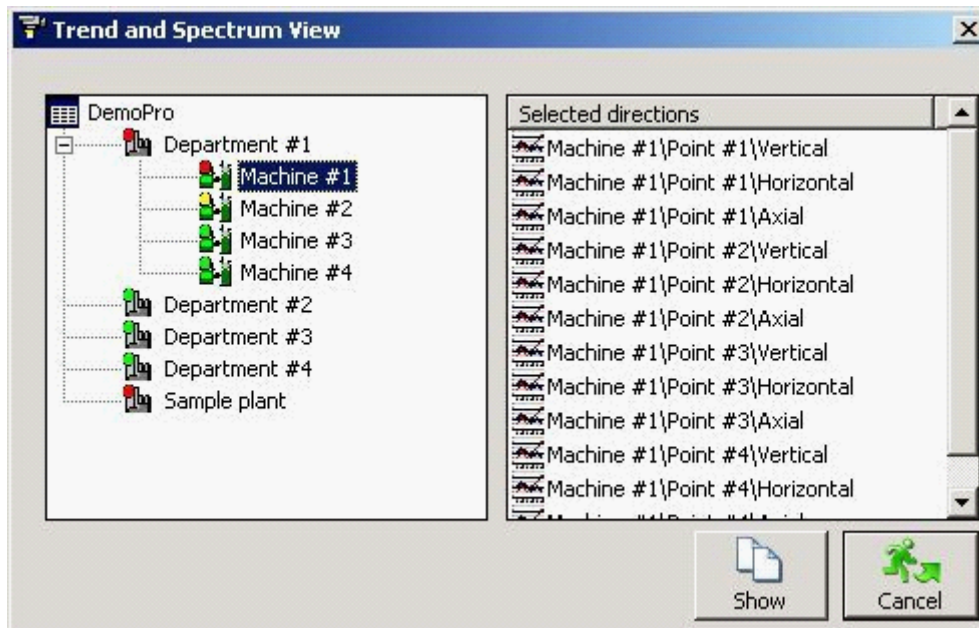 Trend and Spectrum View
DemoPro
Department #1
Machine #1
Machine #2
Machine #3
Machine #4
Department #2
Department #3
Department #4
Sample plant
Selected directions
Machine #1\Point #1\Vertical
Machine #1\Point #1\Horizontal
Machine #1\Point #1\Axial
Machine #1\Point #2\Vertical
Machine #1\Point #2\Horizontal
Machine #1\Point #2\Axial
Machine #1\Point #3\Vertical
Machine #1\Point #3\Horizontal
Machine #1\Point #3\Axial
Machine #1\Point #4\Vertical
Machine #1\Point #4\Horizontal
Show
Cancel